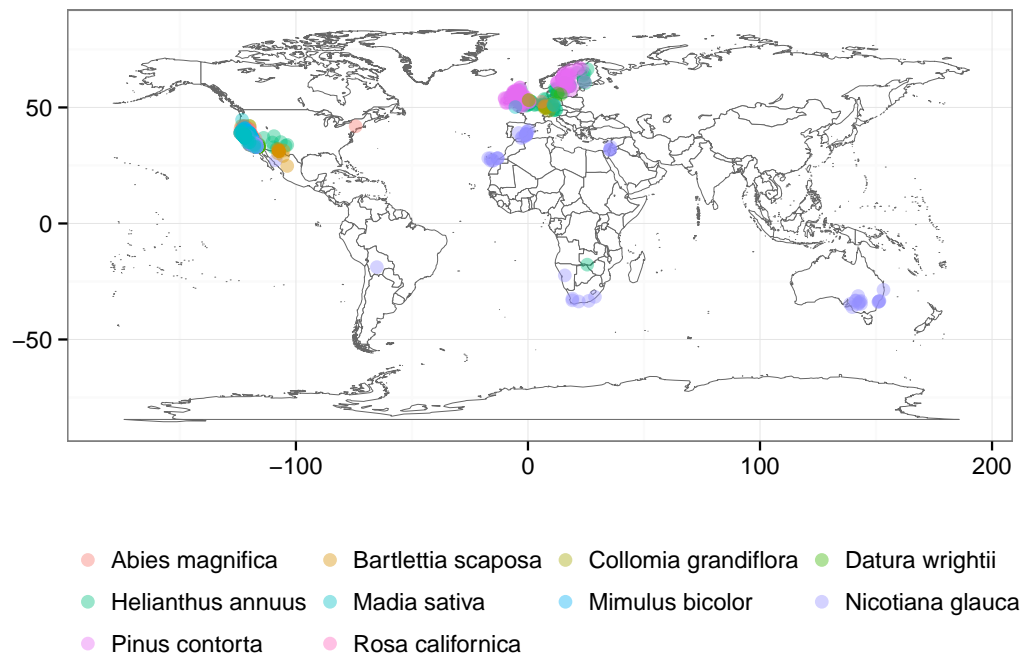 50
0
−50
−100 0 100 200
Abies magnifica Bartlettia scaposa Collomia grandiflora Datura wrightii
Helianthus annuus Madia sativa Mimulus bicolor Nicotiana glauca
Pinus contorta Rosa californica